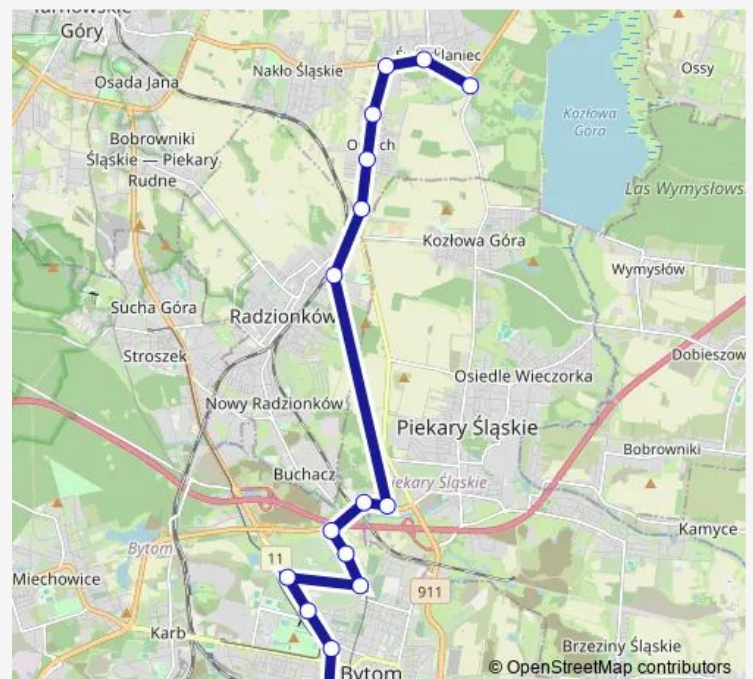 Góry
Osada Jana
Nakło Śląskie
Ossy
Kozłowa
Góra
Bobrowniki
Śląskie — Piekary
Rudne
Las Wymysłows
Kozłowa Góra
Wymysłów
Sucha Góra
Radzionków
Stroszek
Dobieszow
Osiedle Wieczorka
Nowy Radzionków
Piekary Śląskie
Bobrowniki
Buchacz
iekary Śląskie
Kamyce
Bytom
11
Miechowice
911
Karb
Brzeziny Śląskie
Bytom
© OpenStreetMap contributors